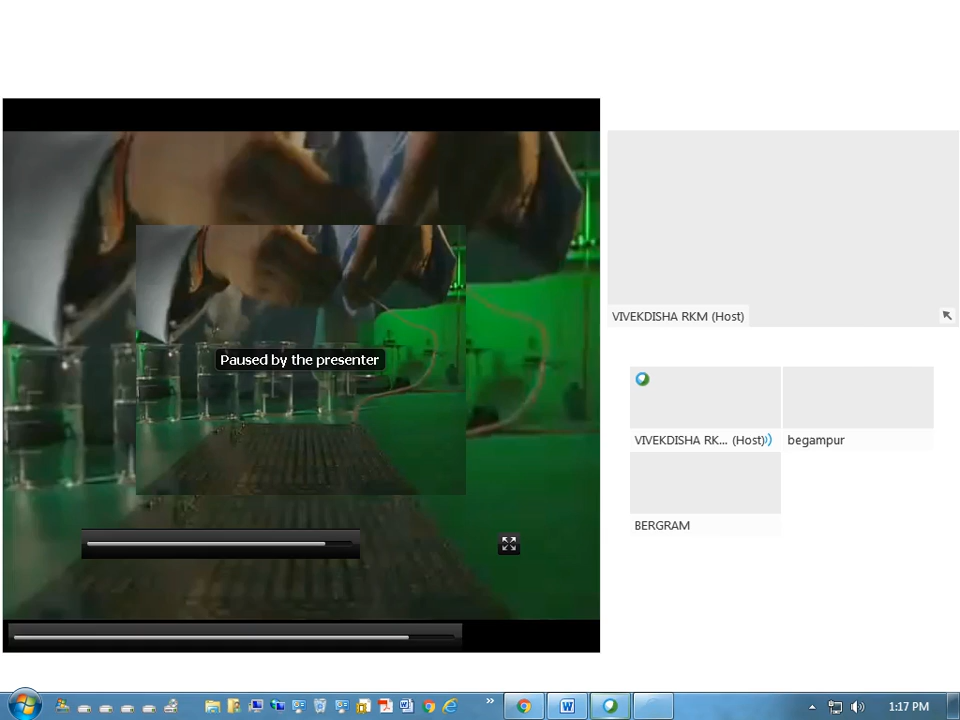 VIVEKDISHA RKM (Host)
Paused by the presenter
VIVEKDISHA RK... (Host)
begampur
BERGRAM
1:17 PM